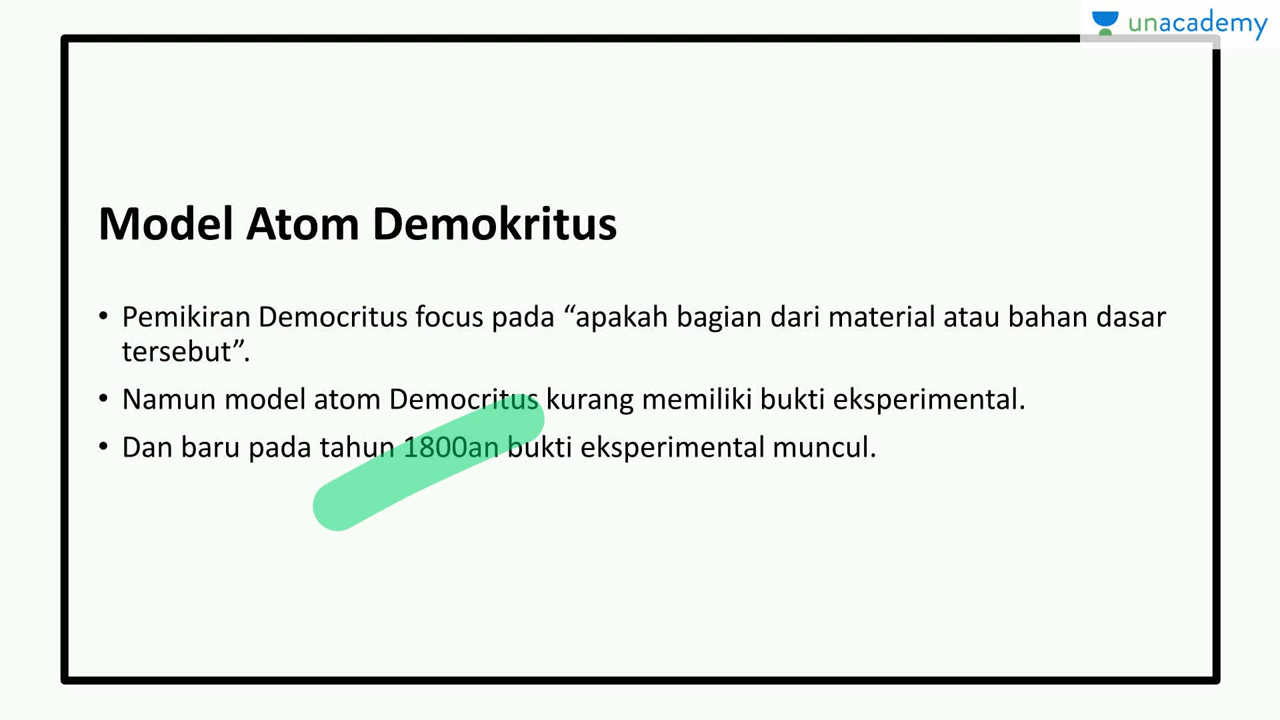 unacademy
Model Atom Demokritus
• Pemikiran Democritus focus pada “apakah bagian dari material atau bahan dasar
tersebut”.
• Namun model atom Democritus kurang memiliki bukti eksperimental.
• Dan baru pada tahun 1800an bukti eksperimental muncul.